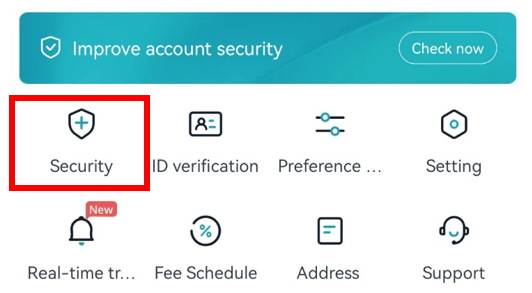 Improve account security
Check now
Security
ID verification
Preference ...
Setting
New
Real-time tr...
Fee Schedule
Address
Support